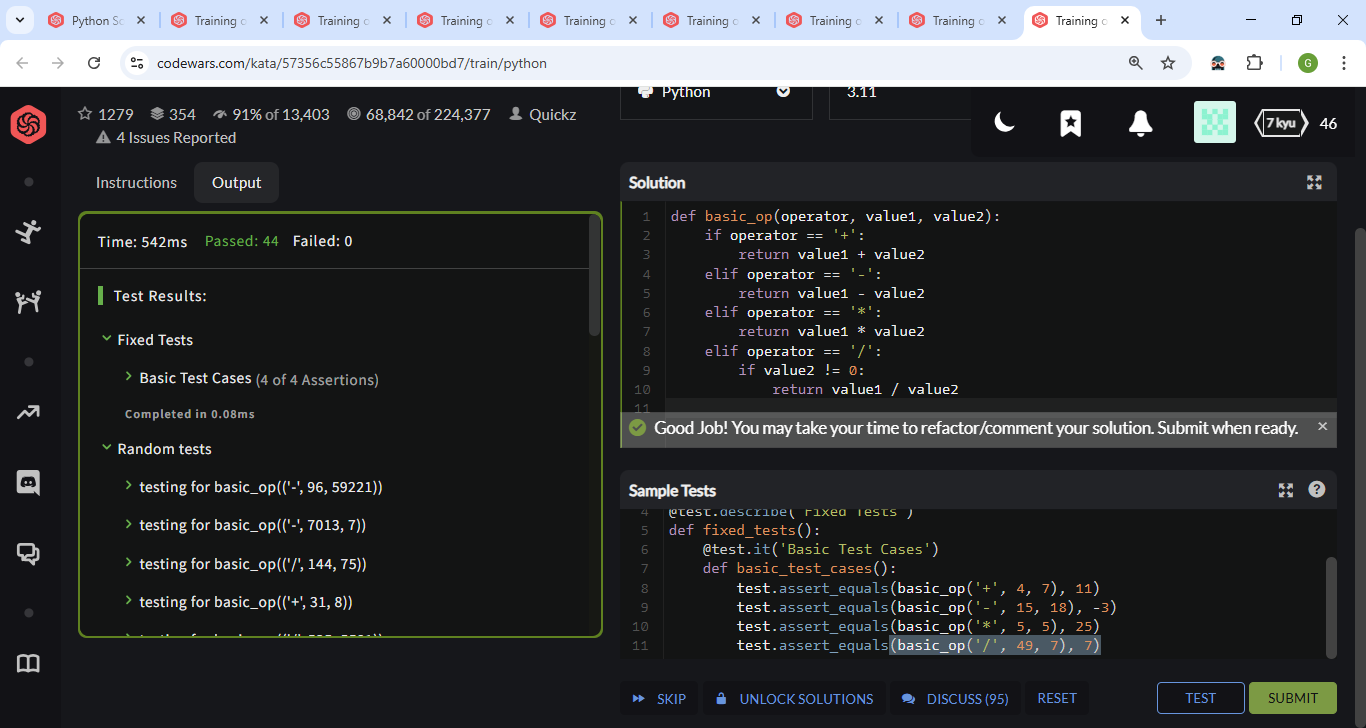 Python So
Training o
Training o
Training o
Training o
Training o
Training o
Training o
Training o
codewars.com/kata/57356c55867b9b7a60000bd7/train/python
G
1279 354 91% of 13,403 68,842 of 224,377 Quickz
4 Issues Reported
Python
3.11
7 kyu 46
Instructions Output
Time: 542ms Passed: 44 Failed: 0
Test Results:
Fixed Tests
Basic Test Cases (4 of 4 Assertions)
Completed in 0.08ms
Random tests
testing for basic_op(('-', 96, 59221))
testing for basic_op(('-', 7013, 7))
testing for basic_op(('/', 144, 75))
testing for basic_op(('+', 31, 8))
Solution
1 def basic_op(operator, value1, value2):
2 if operator == '+':
3 return value1 + value2
4 elif operator == '-':
5 return value1 - value2
6 elif operator == '*':
7 return value1 * value2
8 elif operator == '/':
9 if value2 != 0:
10 return value1 / value2
11
Good Job! You may take your time to refactor/comment your solution. Submit when ready.
Sample Tests
4 @test.describe("Fixed Tests")
5 def fixed_tests():
6 @test.it('Basic Test Cases')
7 def basic_test_cases():
8 test.assert_equals(basic_op('+', 4, 7), 11)
9 test.assert_equals(basic_op('-', 15, 18), -3)
10 test.assert_equals(basic_op('*', 5, 5), 25)
11 test.assert_equals(basic_op('/', 49, 7), 7)
SKIP UNLOCK SOLUTIONS DISCUSS (95) RESET TEST SUBMIT